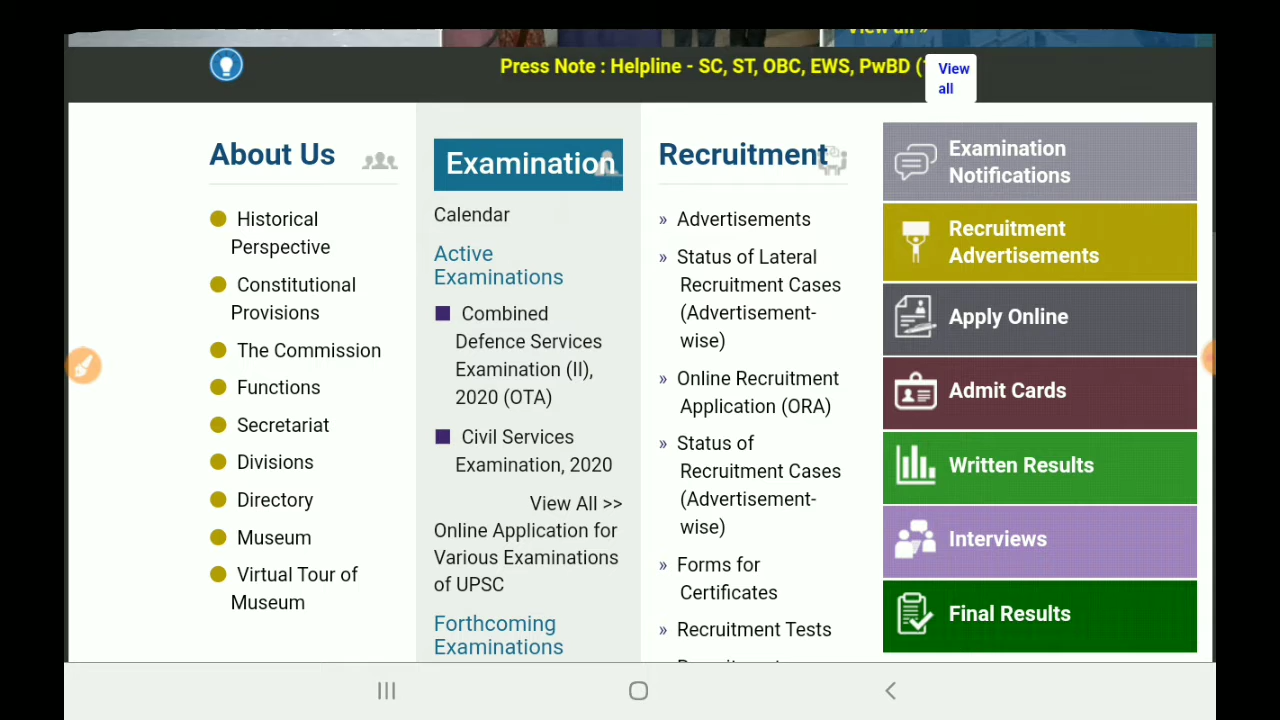 View all »
Press Note : Helpline - SC, ST, OBC, EWS, PwBD (
View
all
About Us
Historical
Perspective
Constitutional
Provisions
The Commission
Functions
Secretariat
Divisions
Directory
Museum
Virtual Tour of
Museum
Examination
Calendar
Active
Examinations
Combined
Defence Services
Examination (II),
2020 (OTA)
Civil Services
Examination, 2020
View All >>
Online Application for
Various Examinations
of UPSC
Forthcoming
Examinations
Recruitment
» Advertisements
» Status of Lateral
Recruitment Cases
(Advertisement-
wise)
» Online Recruitment
Application (ORA)
» Status of
Recruitment Cases
(Advertisement-
wise)
» Forms for
Certificates
» Recruitment Tests
Examination
Notifications
Recruitment
Advertisements
Apply Online
Admit Cards
Written Results
Interviews
Final Results